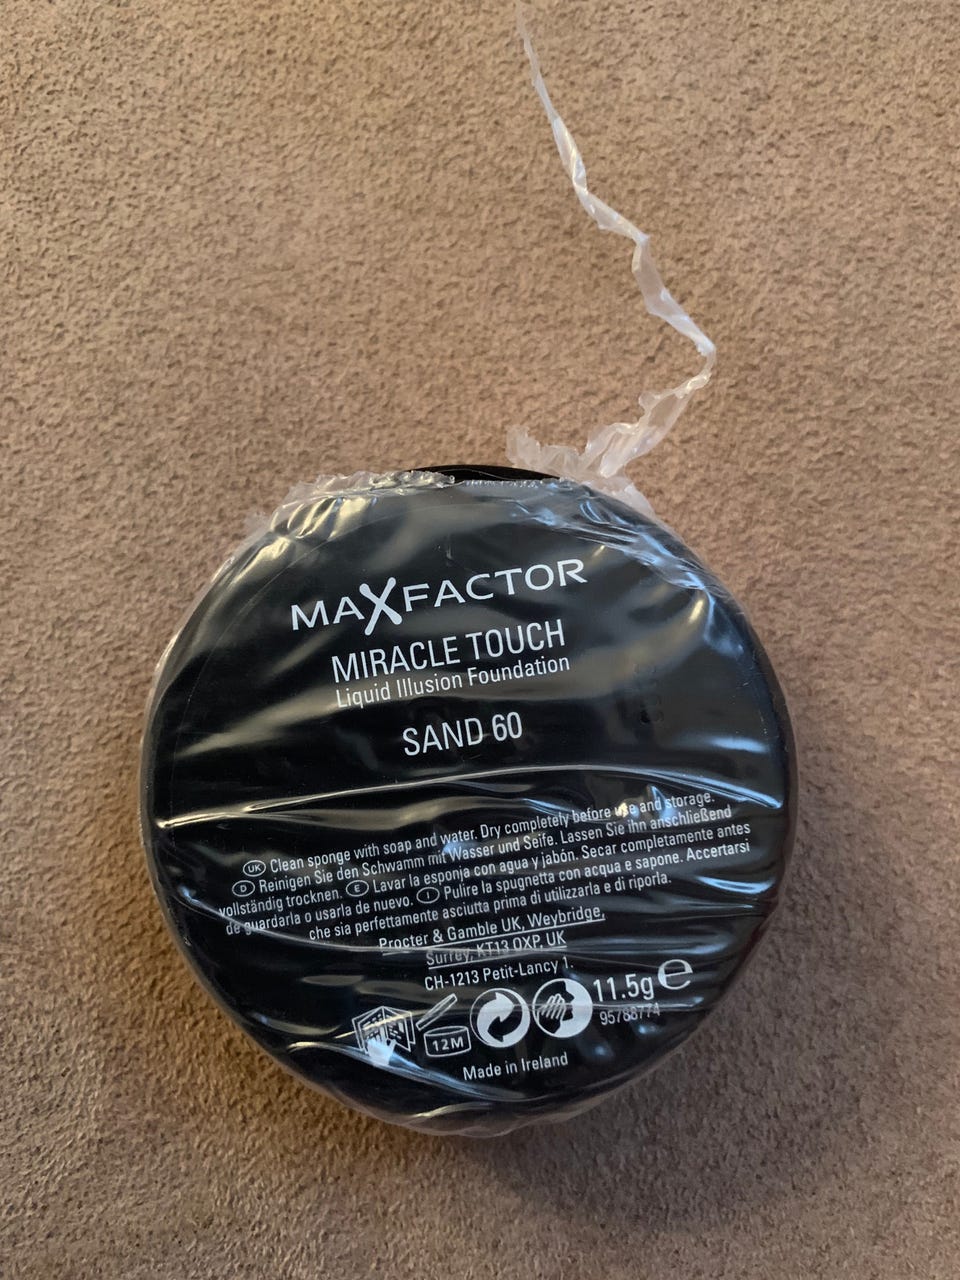 MAXFACTOR
MIRACLE TOUCH
Liquid Illusion Foundation
SAND 60
UK Clean sponge with soap and water. Dry completely before use and storage.
D Reinigen Sie den Schwamm mit Wasser und Seife. Lassen Sie ihn anschließend
vollständig trocknen. E Lavar la esponja con agua y jabòn. Secar completamente antes
de guardarla o usarla de nuevo. I Pulire la spugnetta con acqua e sapone. Accertarsi
che sia perfettamente asciutta prima di utilizzarla e di riporla.
Procter & Gamble UK, Weybridge,
Surrey, KT13 0XP, UK
CH-1213 Petit-Lancy 1.
12M 11.5g e
95788774
Made in Ireland